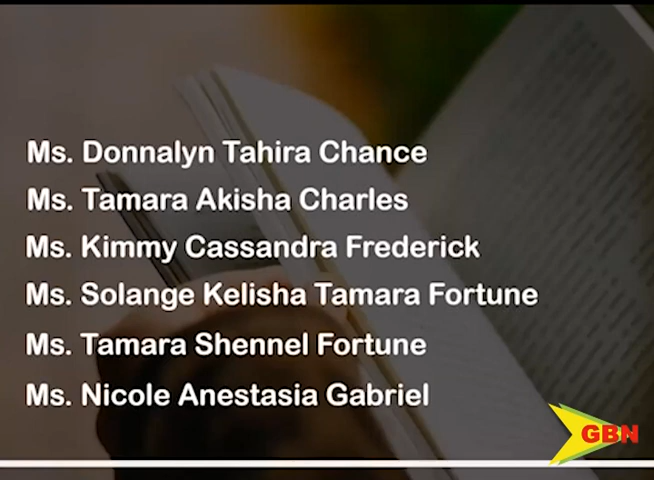 Ms. Donnalyn Tahira Chance
Ms. Tamara Akisha Charles
Ms. Kimmy Cassandra Frederick
Ms. Solange Kelisha Tamara Fortune
Ms. Tamara Shennel Fortune
Ms. Nicole Anestasia Gabriel
GBN